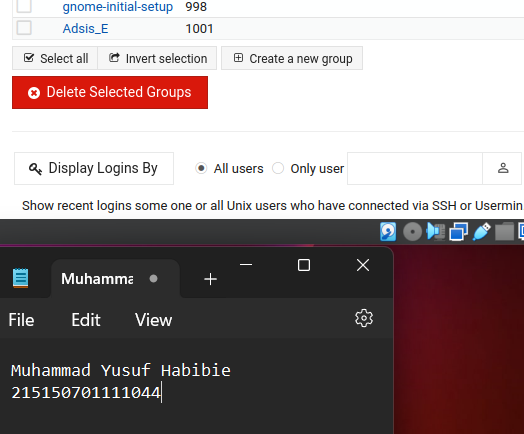 gnome-initial-setup 998
Adsis_E 1001
Select all Invert selection Create a new group
Delete Selected Groups
Display Logins By All users Only user
Show recent logins some one or all Unix users who have connected via SSH or Usermin
Muhamma
File Edit View
Muhammad Yusuf Habibie
215150701111044